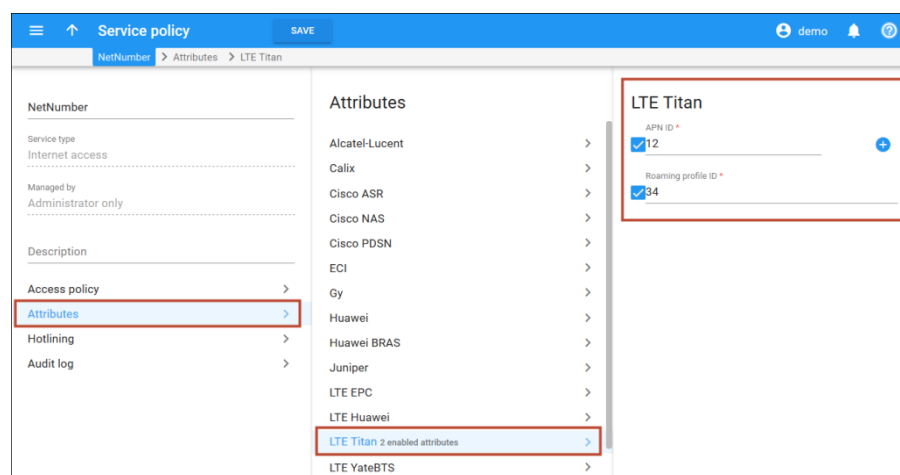 Service policy
SAVE
demo
NetNumber > Attributes > LTE Titan
NetNumber
Service type
Internet access
Managed by
Administrator only
Description
Access policy
Attributes
Hotlining
Audit log
Attributes
Alcatel-Lucent
Calix
Cisco ASR
Cisco NAS
Cisco PDSN
ECI
Gy
Huawei
Huawei BRAS
Juniper
LTE EPC
LTE Huawei
LTE Titan 2 enabled attributes
LTE YateBTS
LTE Titan
APN ID *
12
Roaming profile ID *
34